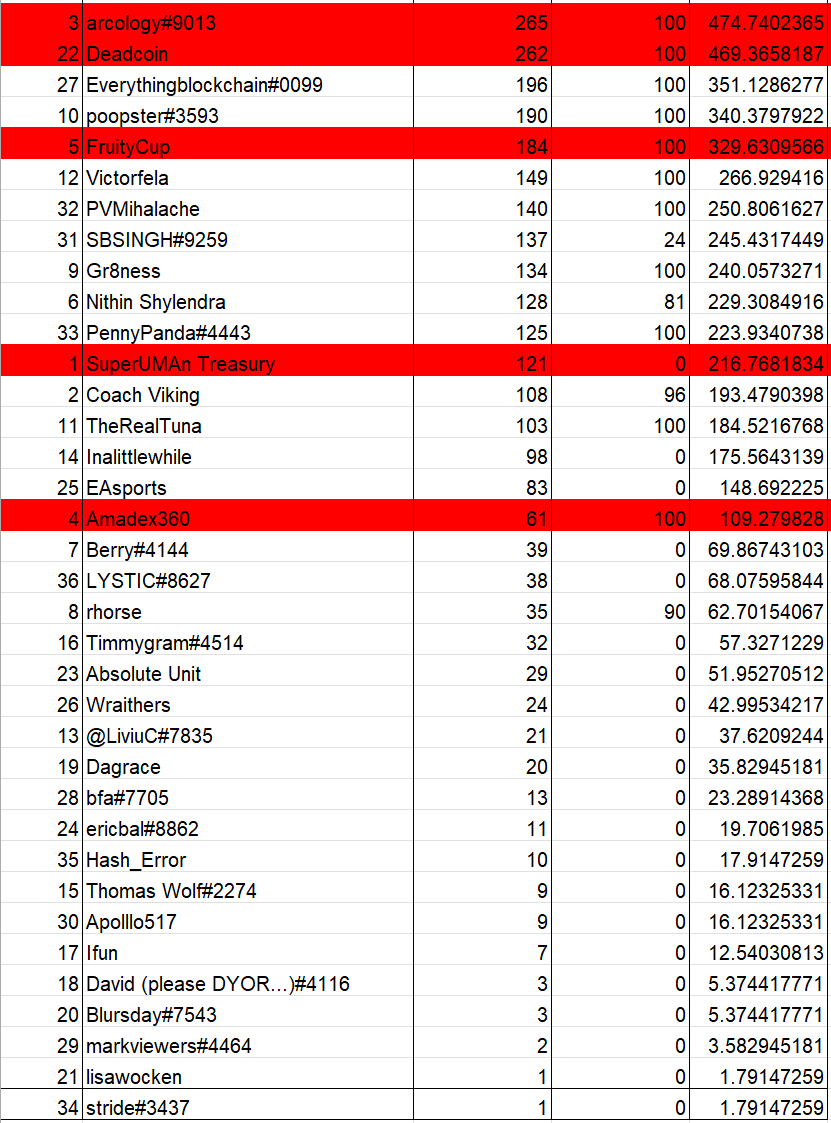 3 arcology#9013 265 100 474.7402365
22 Deadcoin 262 100 469.3658187
27 Everythingblockchain#0099 196 100 351.1286277
10 poopster#3593 190 100 340.3797922
5 FruityCup 184 100 329.6309566
12 Victorfela 149 100 266.929416
32 PVMihalache 140 100 250.8061627
31 SBSINGH#9259 137 24 245.4317449
9 Gr8ness 134 100 240.0573271
6 Nithin Shylendra 128 81 229.3084916
33 PennyPanda#4443 125 100 223.9340738
1 SuperUMAn Treasury 121 0 216.7681834
2 Coach Viking 108 96 193.4790398
11 TheRealTuna 103 100 184.5216768
14 Inalittlewhile 98 0 175.5643139
25 EAsports 83 0 148.692225
4 Amadex360 61 100 109.279828
7 Berry#4144 39 0 69.86743103
36 LYSTIC#8627 38 0 68.07595844
8 rhorse 35 90 62.70154067
16 Timmygram#4514 32 0 57.3271229
23 Absolute Unit 29 0 51.95270512
26 Wraithers 24 0 42.99534217
13 @LiviuC#7835 21 0 37.6209244
19 Dagrace 20 0 35.82945181
28 bfa#7705 13 0 23.28914368
24 ericbal#8862 11 0 19.7061985
35 Hash_Error 10 0 17.9147259
15 Thomas Wolf#2274 9 0 16.12325331
30 Apolllo517 9 0 16.12325331
17 Ifun 7 0 12.54030813
18 David (please DYOR...)#4116 3 0 5.374417771
20 Blursday#7543 3 0 5.374417771
29 markviewers#4464 2 0 3.582945181
21 lisawocken 1 0 1.79147259
34 stride#3437 1 0 1.79147259